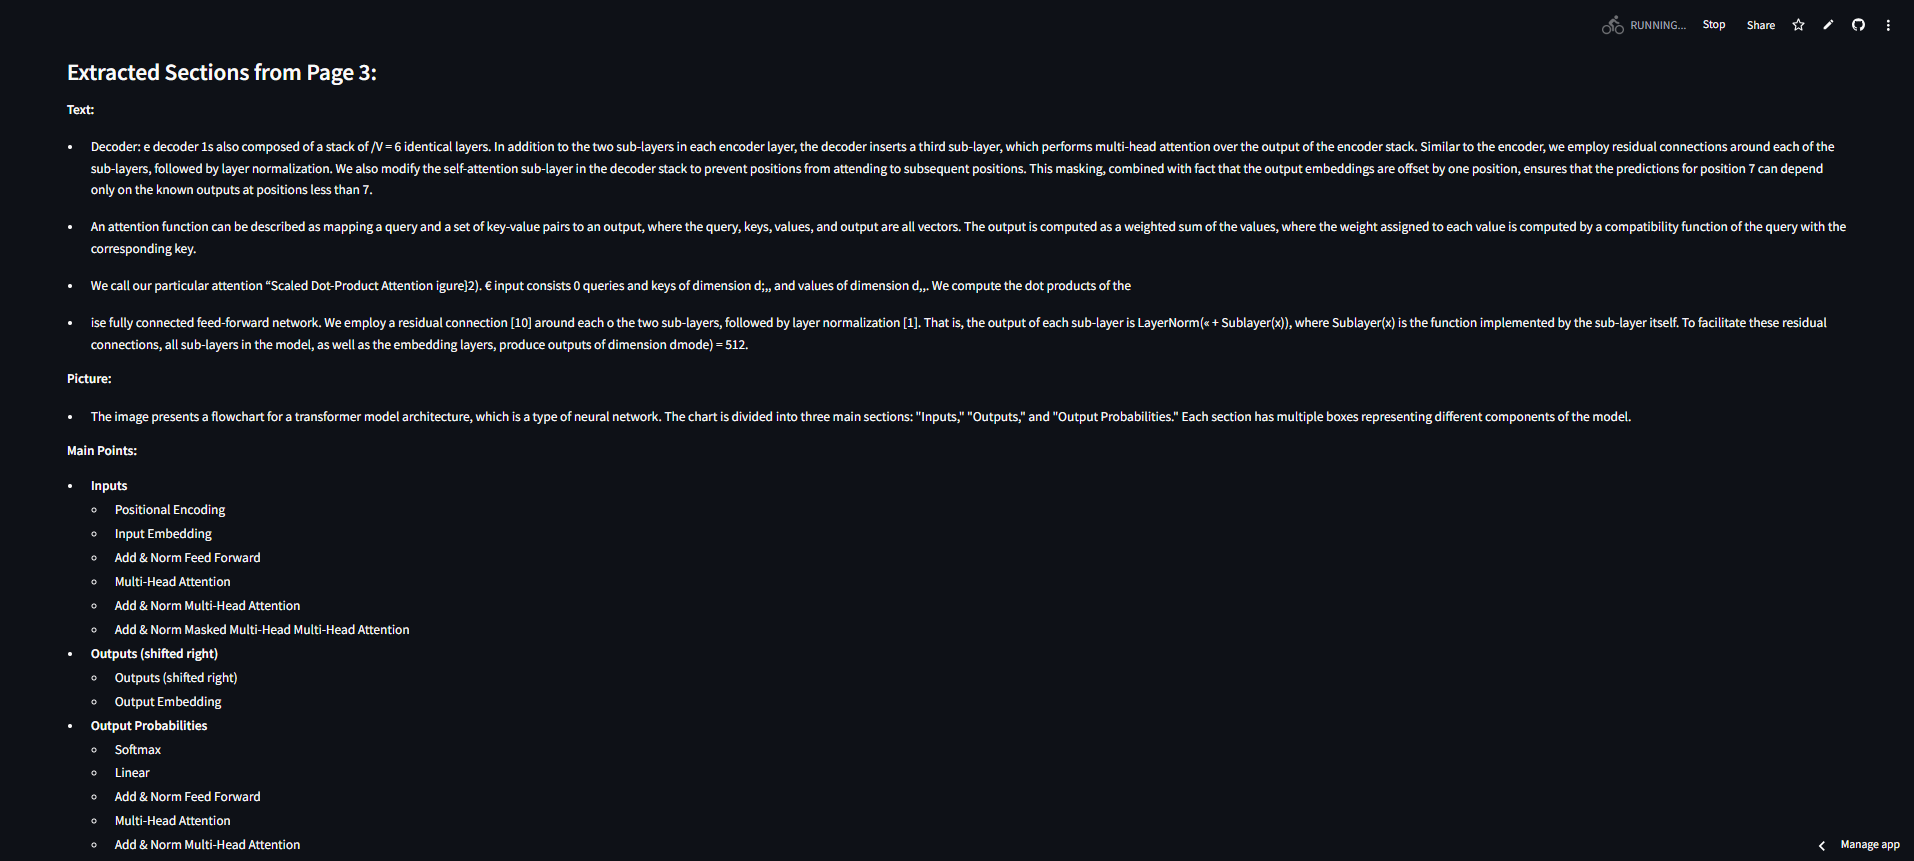 RUNNING...
Stop
Share
Extracted Sections from Page 3:
Text:
Decoder: e decoder 1s also composed of a stack of /V = 6 identical layers. In addition to the two sub-layers in each encoder layer, the decoder inserts a third sub-layer, which performs multi-head attention over the output of the encoder stack. Similar to the encoder, we employ residual connections around each of the
sub-layers, followed by layer normalization. We also modify the self-attention sub-layer in the decoder stack to prevent positions from attending to subsequent positions. This masking, combined with fact that the output embeddings are offset by one position, ensures that the predictions for position 7 can depend
only on the known outputs at positions less than 7.
An attention function can be described as mapping a query and a set of key-value pairs to an output, where the query, keys, values, and output are all vectors. The output is computed as a weighted sum of the values, where the weight assigned to each value is computed by a compatibility function of the query with the
corresponding key.
We call our particular attention “Scaled Dot-Product Attention igure}2). € input consists 0 queries and keys of dimension d;,, and values of dimension d,,. We compute the dot products of the
ise fully connected feed-forward network. We employ a residual connection [10] around each o the two sub-layers, followed by layer normalization [1]. That is, the output of each sub-layer is LayerNorm(« + Sublayer(x)), where Sublayer(x) is the function implemented by the sub-layer itself. To facilitate these residual
connections, all sub-layers in the model, as well as the embedding layers, produce outputs of dimension dmode) = 512.
Picture:
The image presents a flowchart for a transformer model architecture, which is a type of neural network. The chart is divided into three main sections: "Inputs," "Outputs," and "Output Probabilities." Each section has multiple boxes representing different components of the model.
Main Points:
Inputs
Positional Encoding
Input Embedding
Add & Norm Feed Forward
Multi-Head Attention
Add & Norm Multi-Head Attention
Add & Norm Masked Multi-Head Multi-Head Attention
Outputs (shifted right)
Outputs (shifted right)
Output Embedding
Output Probabilities
Softmax
Linear
Add & Norm Feed Forward
Multi-Head Attention
Add & Norm Multi-Head Attention
Manage app